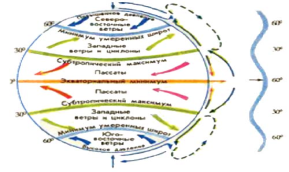 Северо-
восточные
ветры
60°
Минимум умеренных широт
Западные
ветры и циклоны
30°
Субтропический максимум
Пассаты
Экваториальный минимум
Пассаты
Субтропический максимум
30°
Западные
ветры и циклоны
Минимум умеренных широт
60°
Юго-
восточные
ветры
60°
30°
60°
30°
60°